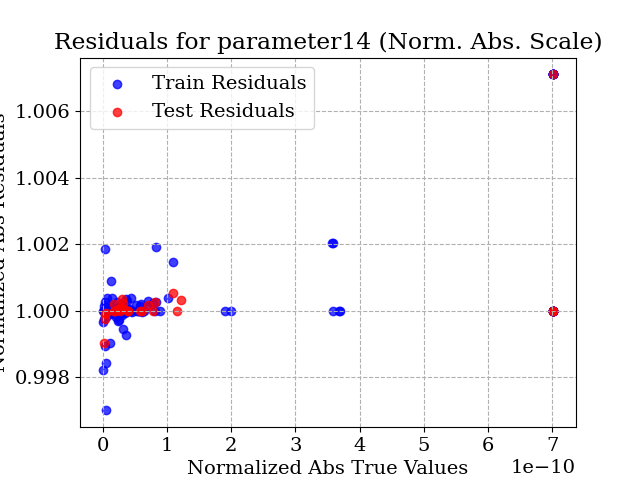 Residuals for parameter14 (Norm. Abs. Scale)
Train Residuals
Test Residuals
1.006
1.004
1.002
1.000
0.998
Normalized Abs Residuals
0 1 2 3 4 5 6 7
1e−10
Normalized Abs True Values